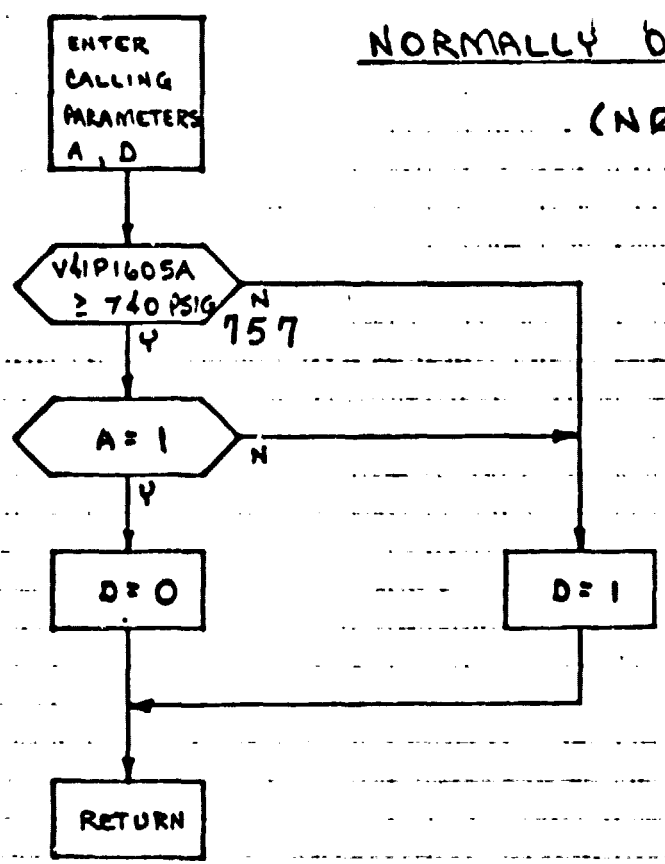 NORMALLY
ENTER
CALLING
PARAMETERS
A, D
V41P1605A
≥ 740 PSIG
N
757
Y
A = 1
N
Y
D = 0
D = 1
RETURN